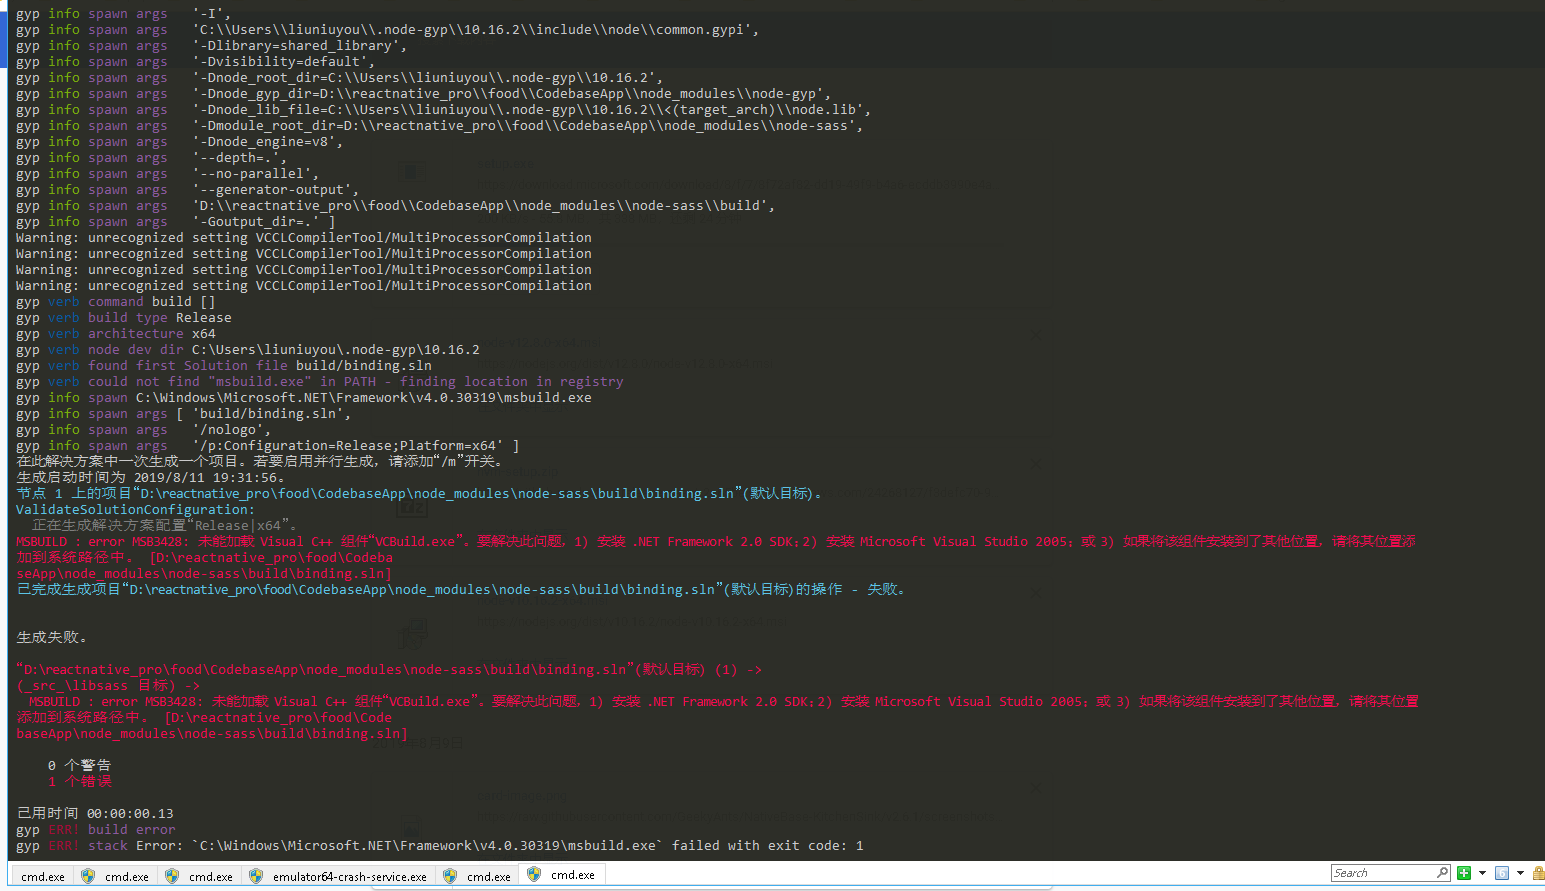 gyp info spawn args   '-I',
gyp info spawn args   'C:\\Users\\liuniuyou\\.node-gyp\\10.16.2\\include\\node\\common.gypi',
gyp info spawn args   '-Dlibrary=shared_library',
gyp info spawn args   '-Dvisibility=default',
gyp info spawn args   '-Dnode_root_dir=C:\\Users\\liuniuyou\\.node-gyp\\10.16.2',
gyp info spawn args   '-Dnode_gyp_dir=D:\\reactnative_pro\\food\\CodebaseApp\\node_modules\\node-gyp',
gyp info spawn args   '-Dnode_lib_file=C:\\Users\\liuniuyou\\.node-gyp\\10.16.2\\<(target_arch)\\node.lib',
gyp info spawn args   '-Dmodule_root_dir=D:\\reactnative_pro\\food\\CodebaseApp\\node_modules\\node-sass',
gyp info spawn args   '-Dnode_engine=v8',
gyp info spawn args   '--depth=.',
gyp info spawn args   '--no-parallel',
gyp info spawn args   '--generator-output',
gyp info spawn args   'D:\\reactnative_pro\\food\\CodebaseApp\\node_modules\\node-sass\\build',
gyp info spawn args   '-Goutput_dir=.' ]
Warning: unrecognized setting VCCLCompilerTool/MultiProcessorCompilation
Warning: unrecognized setting VCCLCompilerTool/MultiProcessorCompilation
Warning: unrecognized setting VCCLCompilerTool/MultiProcessorCompilation
Warning: unrecognized setting VCCLCompilerTool/MultiProcessorCompilation
gyp verb command build []
gyp verb build type Release
gyp verb architecture x64
gyp verb node dev dir C:\Users\liuniuyou\.node-gyp\10.16.2
gyp verb found first Solution file build/binding.sln
gyp verb could not find "msbuild.exe" in PATH - finding location in registry
gyp info spawn C:\Windows\Microsoft.NET\Framework\v4.0.30319\msbuild.exe
gyp info spawn args [ 'build/binding.sln',
gyp info spawn args   '/nologo',
gyp info spawn args   '/p:Configuration=Release;Platform=x64' ]
在此解决方案中一次生成一个项目。若要启用并行生成，请添加“/m”开关。
生成启动时间为 2019/8/11 19:31:56。
节点 1 上的项目“D:\reactnative_pro\food\CodebaseApp\node_modules\node-sass\build\binding.sln”(默认目标)。
ValidateSolutionConfiguration:
  正在生成解决方案配置“Release|x64”。
MSBUILD : error MSB3428: 未能加载 Visual C++ 组件“VCBuild.exe”。要解决此问题，1) 安装 .NET Framework 2.0 SDK；2) 安装 Microsoft Visual Studio 2005；或 3) 如果将该组件安装到了其他位置，请将其位置添
加到系统路径中。 [D:\reactnative_pro\food\Codeba
seApp\node_modules\node-sass\build\binding.sln]
已完成生成项目“D:\reactnative_pro\food\CodebaseApp\node_modules\node-sass\build\binding.sln”(默认目标)的操作 - 失败。
生成失败。
“D:\reactnative_pro\food\CodebaseApp\node_modules\node-sass\build\binding.sln”(默认目标) (1) ->
(_src_\libsass 目标) ->
  MSBUILD : error MSB3428: 未能加载 Visual C++ 组件“VCBuild.exe”。要解决此问题，1) 安装 .NET Framework 2.0 SDK；2) 安装 Microsoft Visual Studio 2005；或 3) 如果将该组件安装到了其他位置，请将其位置
添加到系统路径中。 [D:\reactnative_pro\food\Code
baseApp\node_modules\node-sass\build\binding.sln]
    0 个警告
    1 个错误
已用时间 00:00:00.13
gyp ERR! build error
gyp ERR! stack Error: `C:\Windows\Microsoft.NET\Framework\v4.0.30319\msbuild.exe` failed with exit code: 1
cmd.exe cmd.exe cmd.exe emulator64-crash-service.exe cmd.exe cmd.exe Search